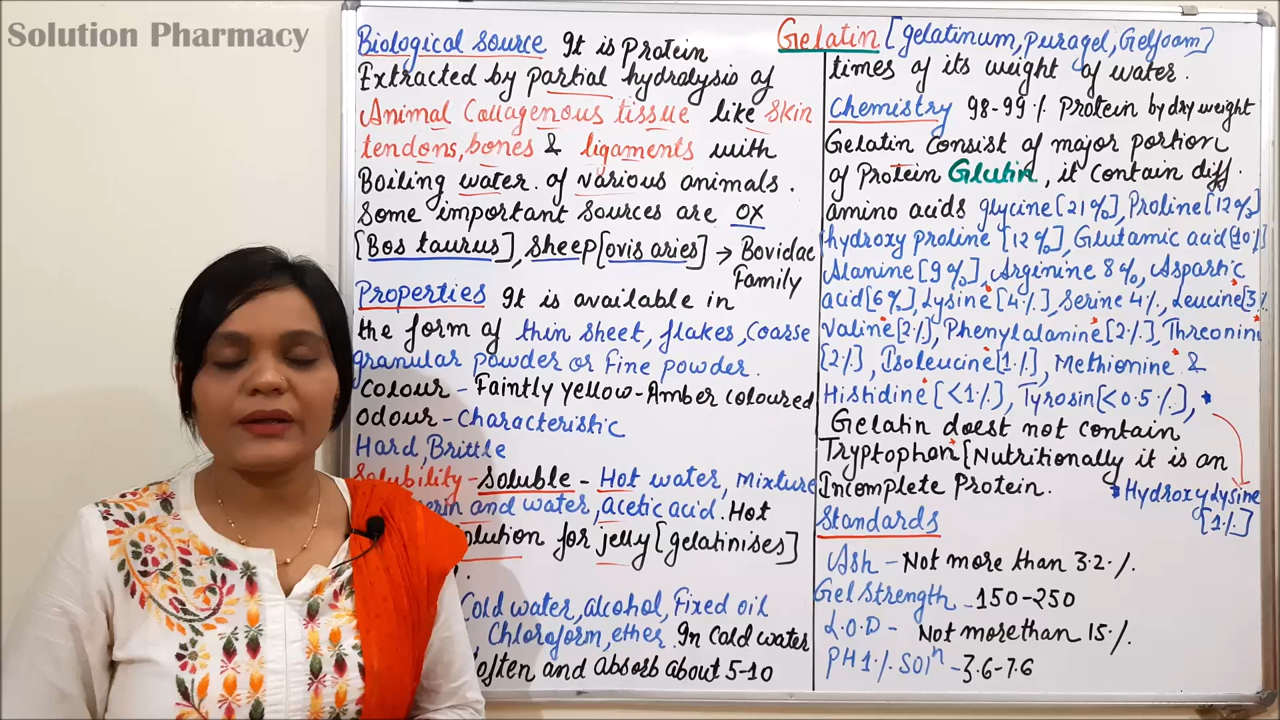 Solution Pharmacy
Gelatin [gelatinum, puragel, Gelfoam]
Biological source It is Protein
Extracted by partial hydrolysis of
Animal Collagenous tissue like skin
tendons, bones & ligaments with
Boiling water. of various animals.
Some important sources are ox
[Bos taurus], sheep [ovis aries] → Bovidae
Family
Properties It is available in
the form of thin sheet, flakes, Coarse
granular powder or fine powder.
Colour - Faintly yellow-Amber coloured
Odour - Characteristic
Hard, Brittle
Solubility - Soluble - Hot water, Mixture
and water, acetic acid. Hot
for jelly [gelatinises]
Cold water, alcohol, Fixed oil
Chloroform, ether. In Cold water
and Absorb about 5-10
times of its weight of water.
Chemistry 98-99 % Protein by dry weight
Gelatin Consist of major portion
of Protein Glutin, it contain diff.
amino acids glycine [21%], Proline [12%]
hydroxy proline [12%], Glutamic acid [10%]
Alanine [9%], Arginine 8%, Aspartic
acid [6%], Lysine* [4%], Serine 4%, Leucine* [3%
Valine* [2%], Phenylalanine* [2%], Threonin*
[2%], Isoleucine* [1%], Methionine* &
Histidine* [<1%], Tyrosin [<0.5%], *
Gelatin doest not contain
Tryptophan* [Nutritionally it is an
Incomplete Protein.
* Hydroxy lysine
[1%]
Standards
Ash - Not more than 3.2%.
Gel Strength - 150-250
L.O.D - Not more than 15%.
PH 1% Solⁿ - 3.6-7.6